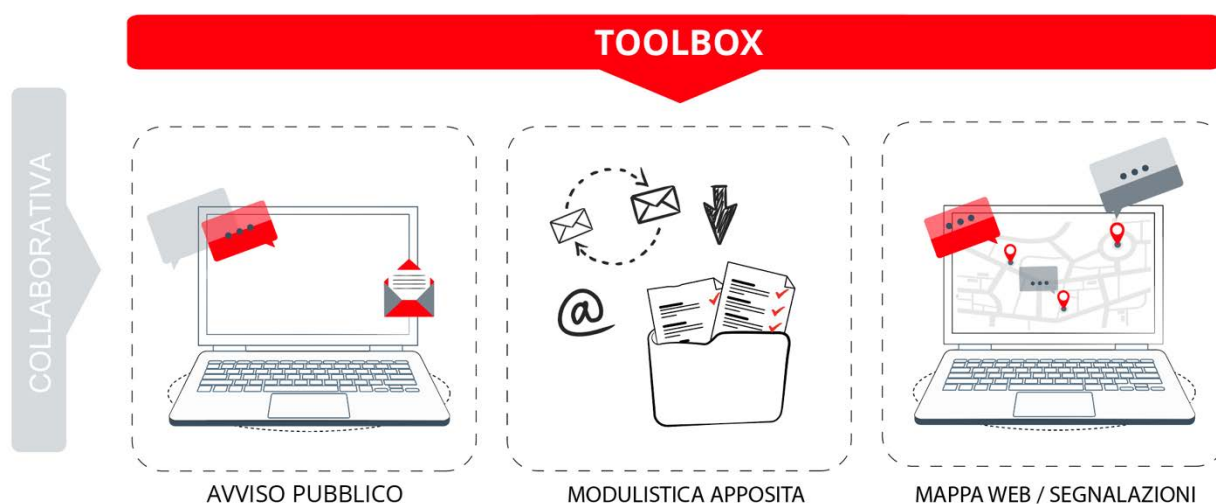 TOOLBOX
COLLABORATIVA
@
AVVISO PUBBLICO
MODULISTICA APPOSITA
MAPPA WEB / SEGNALAZIONI